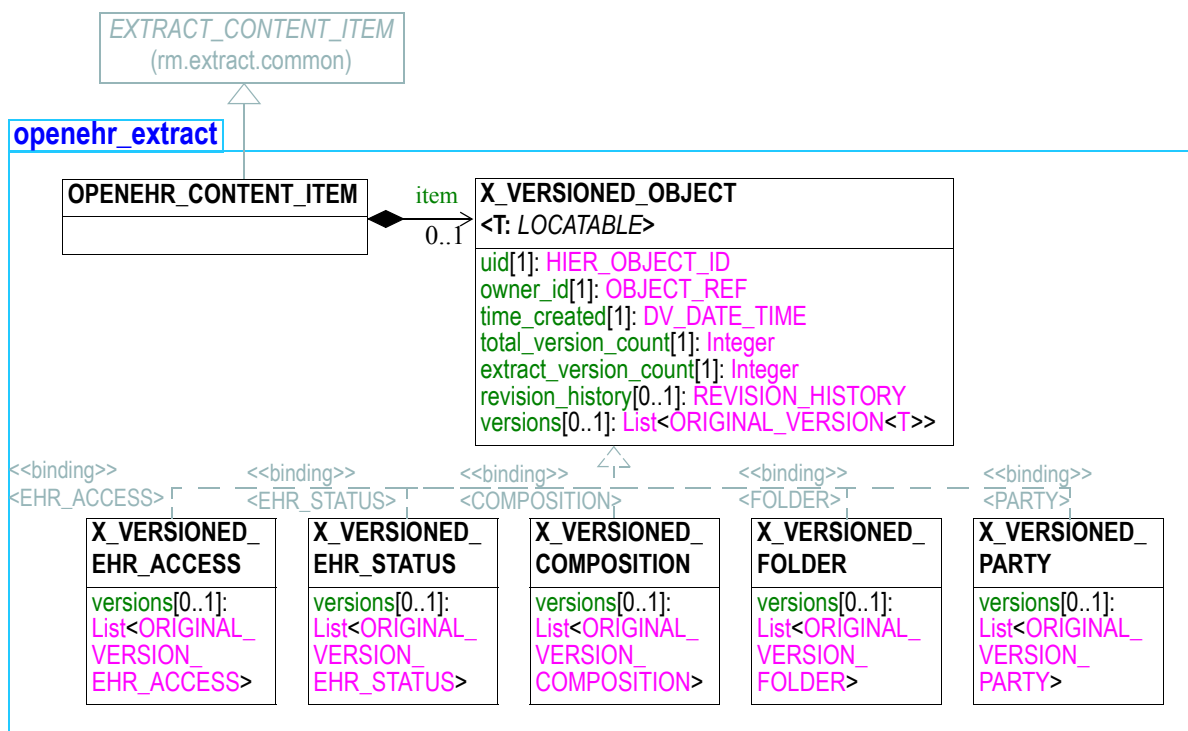 EXTRACT_CONTENT_ITEM
(rm.extract.common)
openehr_extract
OPENEHR_CONTENT_ITEM
item
0..1
X_VERSIONED_OBJECT
<T: LOCATABLE>
uid[1]: HIER_OBJECT_ID
owner_id[1]: OBJECT_REF
time_created[1]: DV_DATE_TIME
total_version_count[1]: Integer
extract_version_count[1]: Integer
revision_history[0..1]: REVISION_HISTORY
versions[0..1]: List<ORIGINAL_VERSION<T>>
<<binding>>
<EHR_ACCESS>
<<binding>>
<EHR_STATUS>
<<binding>>
<COMPOSITION>
<<binding>>
<FOLDER>
<<binding>>
<PARTY>
X_VERSIONED_
EHR_ACCESS
versions[0..1]:
List<ORIGINAL_
VERSION_
EHR_ACCESS>
X_VERSIONED_
EHR_STATUS
versions[0..1]:
List<ORIGINAL_
VERSION_
EHR_STATUS>
X_VERSIONED_
COMPOSITION
versions[0..1]:
List<ORIGINAL_
VERSION_
COMPOSITION>
X_VERSIONED_
FOLDER
versions[0..1]:
List<ORIGINAL_
VERSION_
FOLDER>
X_VERSIONED_
PARTY
versions[0..1]:
List<ORIGINAL_
VERSION_
PARTY>